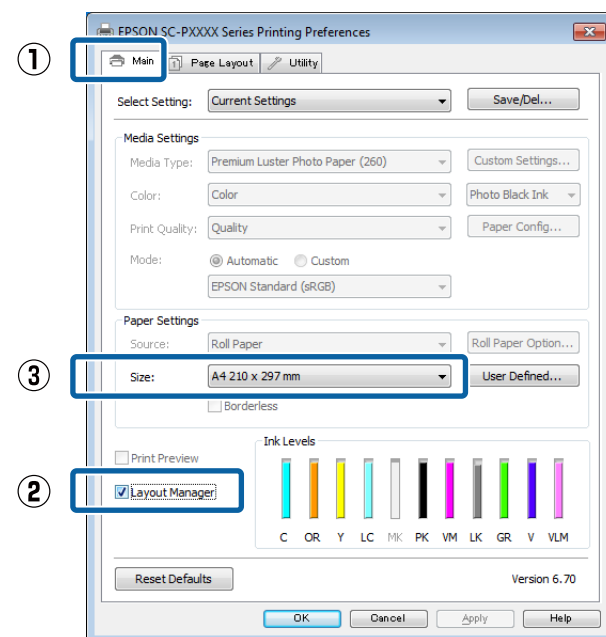 EPSON SC-PXXXX Series Printing Preferences
1
Main
Page Layout
Utility
Select Setting:
Current Settings
Save/Del...
Media Settings
Media Type:
Premium Luster Photo Paper (260)
Custom Settings...
Color:
Color
Photo Black Ink
Print Quality:
Quality
Paper Config...
Mode:
Automatic
Custom
EPSON Standard (sRGB)
Paper Settings
Source:
Roll Paper
Roll Paper Option...
3
Size:
A4 210 x 297 mm
User Defined...
Borderless
Ink Levels
Print Preview
2
Layout Manager
C OR Y LC MK PK VM LK GR V VLM
Reset Defaults
Version 6.70
OK
Cancel
Apply
Help